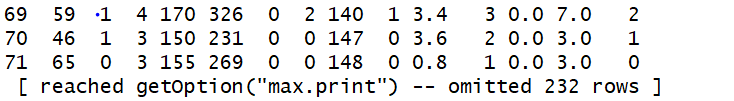 69 59 1 4 170 326 0 2 140 1 3.4 3 0.0 7.0 2
70 46 1 3 150 231 0 0 147 0 3.6 2 0.0 3.0 1
71 65 0 3 155 269 0 0 148 0 0.8 1 0.0 3.0 0
[ reached getOption("max.print") -- omitted 232 rows ]